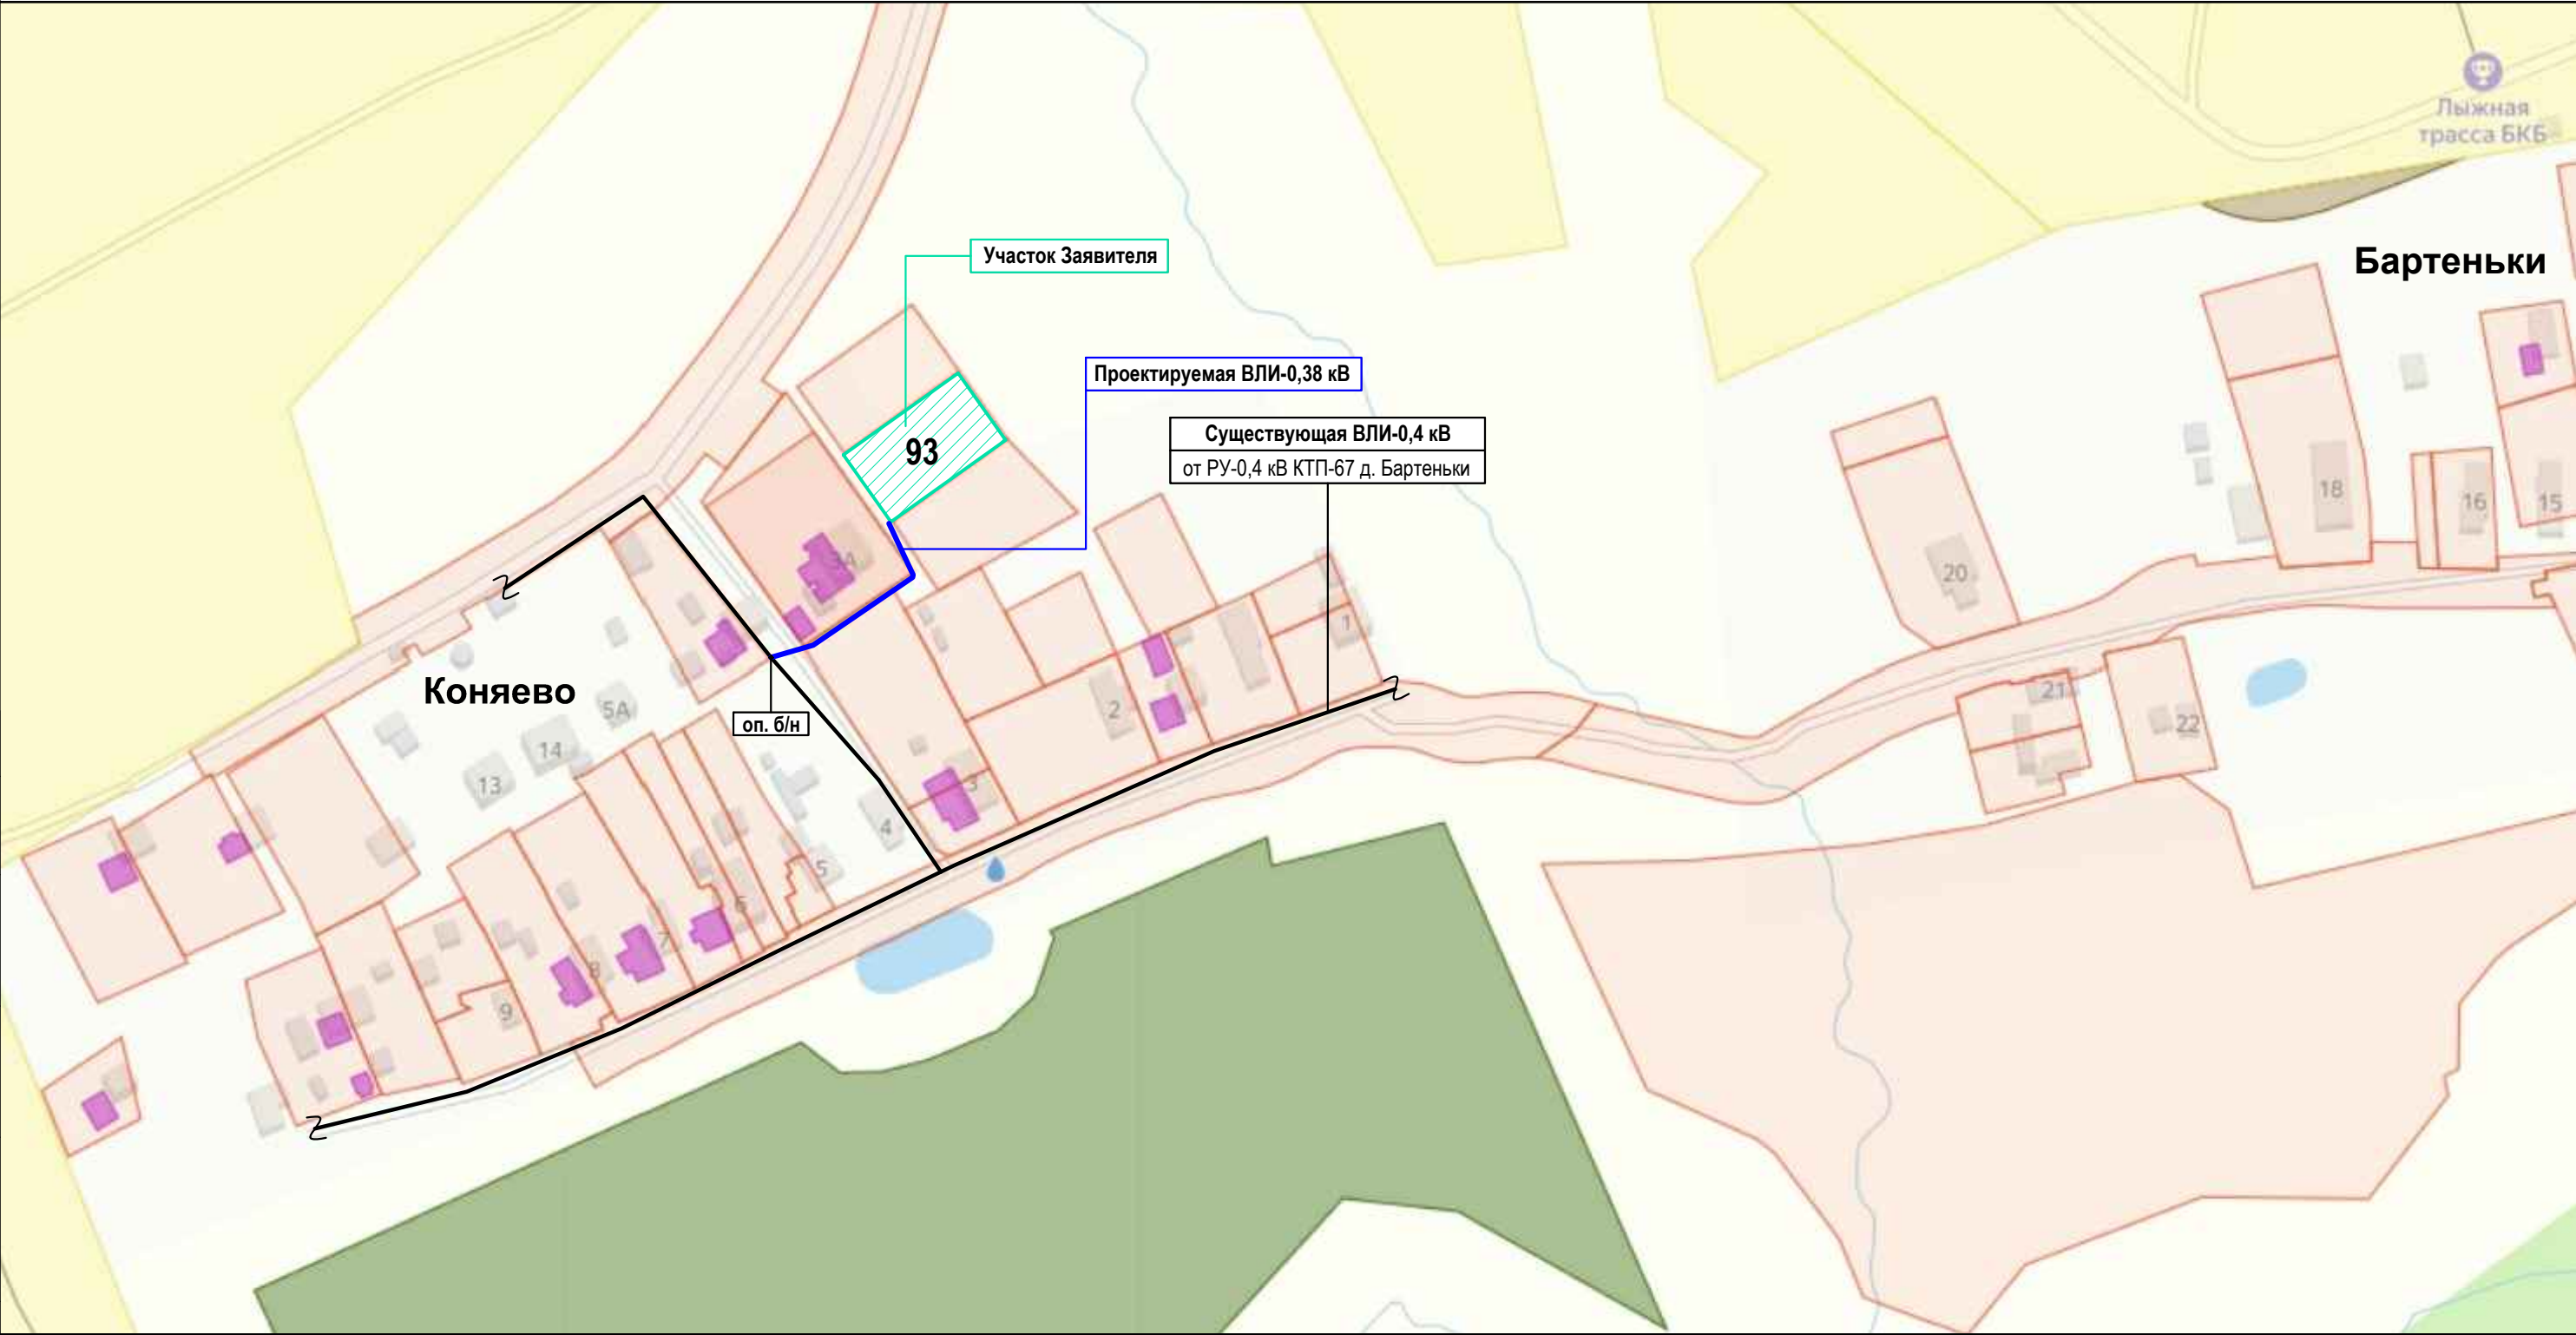 Лыжная
трасса БКБ
Участок Заявителя
Бартеньки
Проектируемая ВЛИ-0,38 кВ
Существующая ВЛИ-0,4 кВ
от РУ-0,4 кВ КТП-67 д. Бартеньки
93
18
16
15
20
3А
1
Коняево
21
5А
2
оп. б/н
22
14
13
3
4
5
6
7
8
9